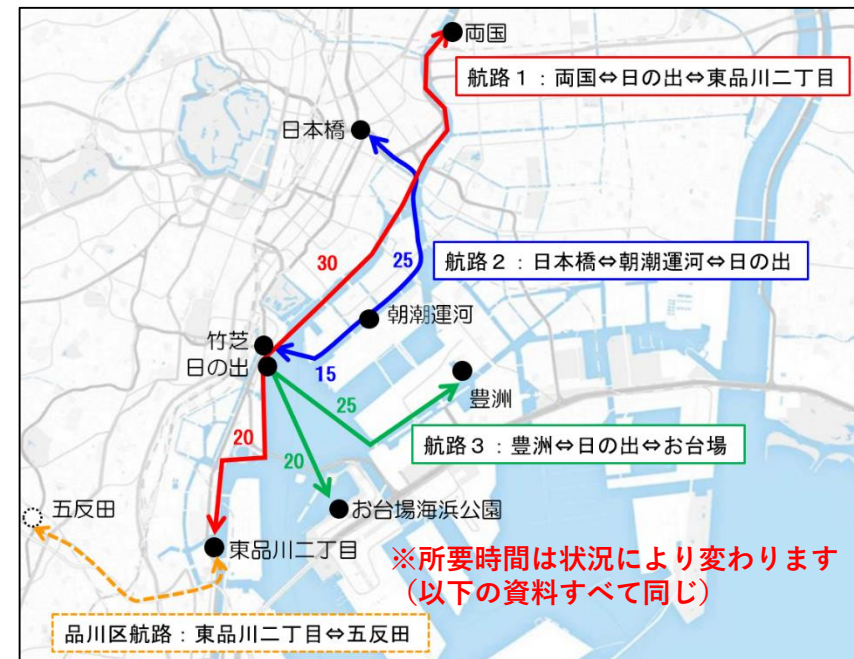 両国
航路1:両国⇔日の出⇔東品川二丁目
日本橋
30
25
航路2:日本橋⇔朝潮運河⇔日の出
朝潮運河
竹芝
日の出
15
豊洲
25
20
航路3:豊洲⇔日の出⇔お台場
20
五反田
お台場海浜公園
東品川二丁目
※所要時間は状況により変わります
(以下の資料すべて同じ)
品川区航路:東品川二丁目⇔五反田